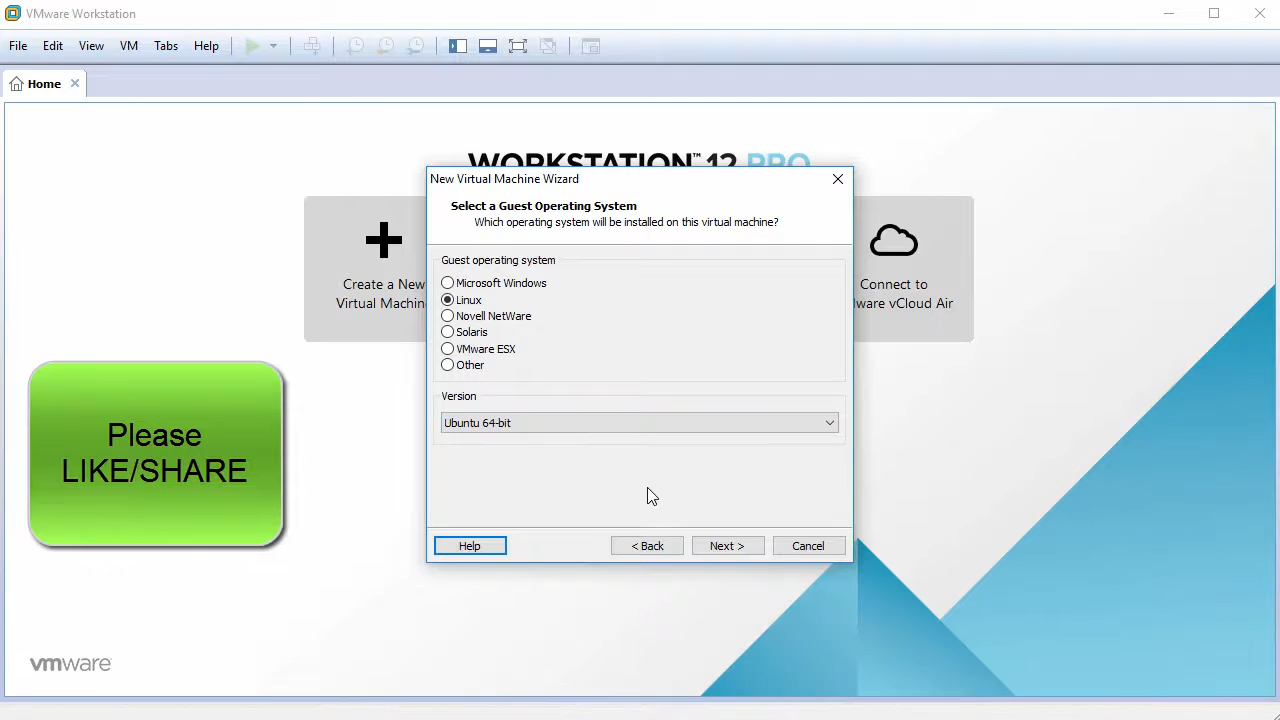 VMware Workstation
File Edit View VM Tabs Help
Home
WORKSTATION™ 12 PRO
New Virtual Machine Wizard
Select a Guest Operating System
Which operating system will be installed on this virtual machine?
Create a New
Virtual Machin
Connect to
ware vCloud Air
Guest operating system
Microsoft Windows
Linux
Novell NetWare
Solaris
VMware ESX
Other
Version
Ubuntu 64-bit
Please
LIKE/SHARE
Help
< Back
Next >
Cancel
vmware